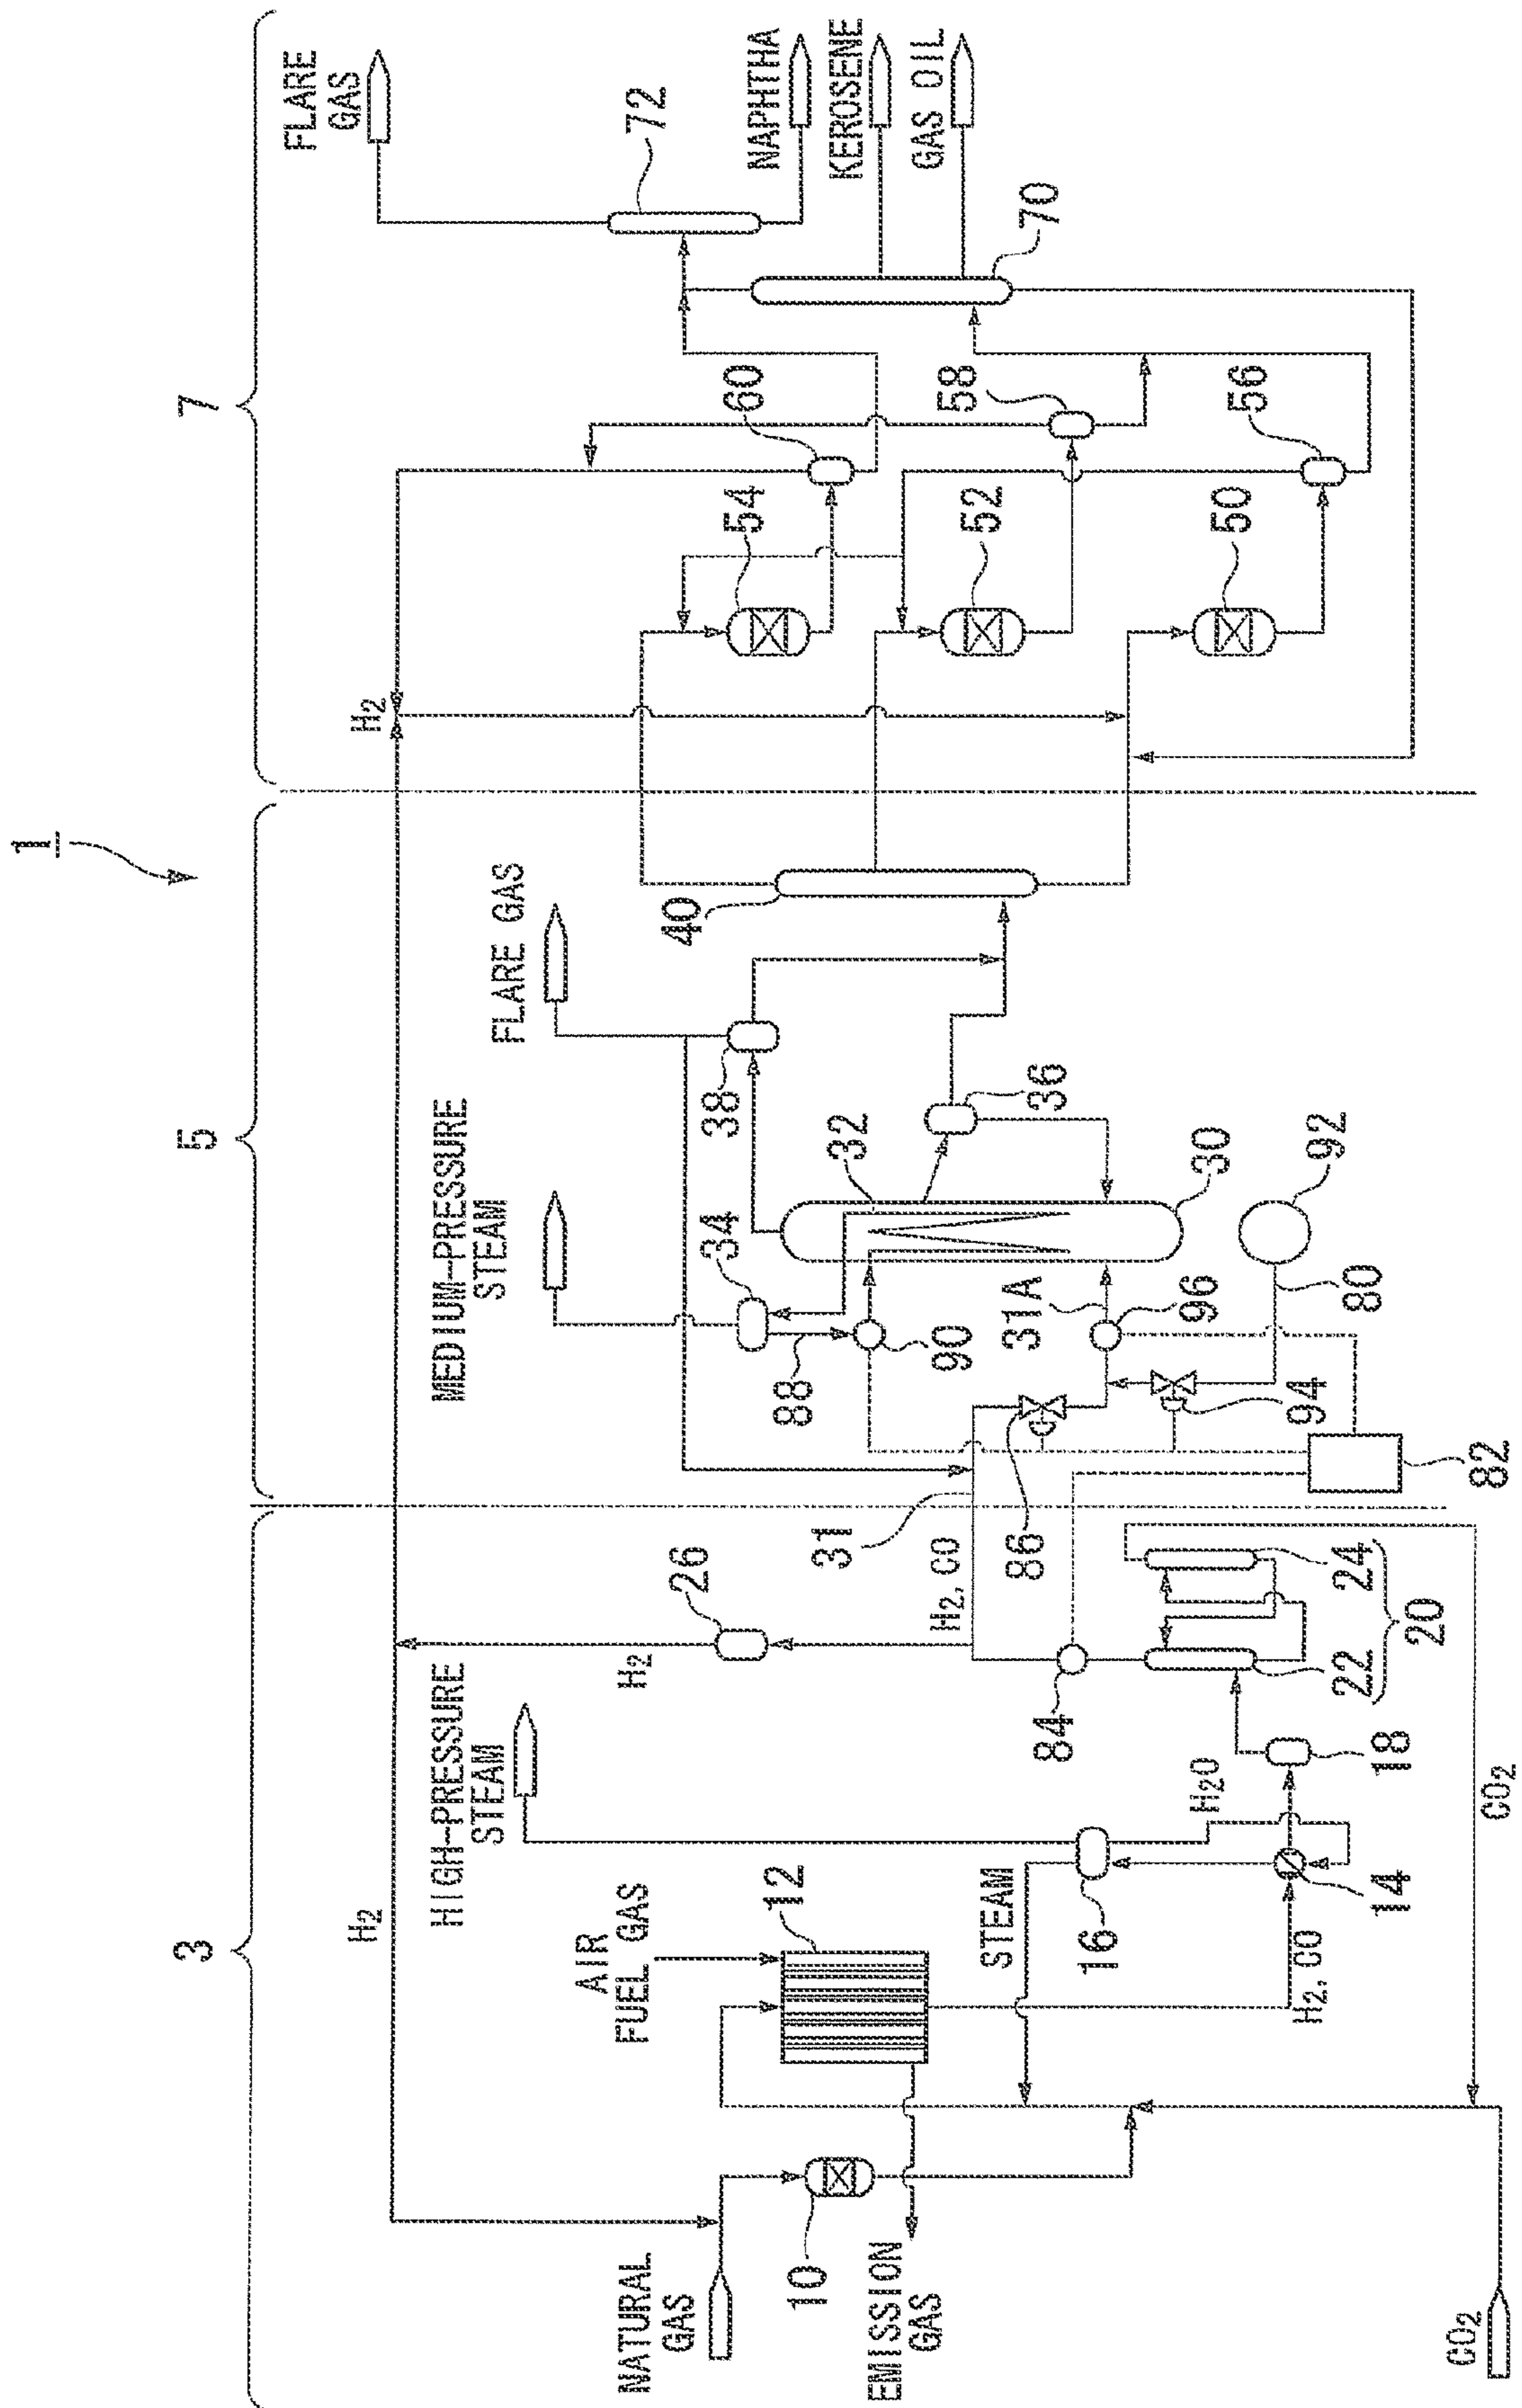 1
3
5
7
H2
H2
HIGH-PRESSURE
STEAM
MEDIUM-PRESSURE
STEAM
FLARE GAS
FLARE
GAS
AIR
FUEL GAS
12
H2
26
34
38
40
60
72
NATURAL
GAS
10
31
88
32
54
NAPHTHA
KEROSENE
GAS OIL
EMISSION
GAS
STEAM
16
H2, CO
86
90
31A
36
58
52
70
84
96
30
56
50
H2O
H2, CO
14
18
22
24
20
94
80
92
82
CO2
CO2